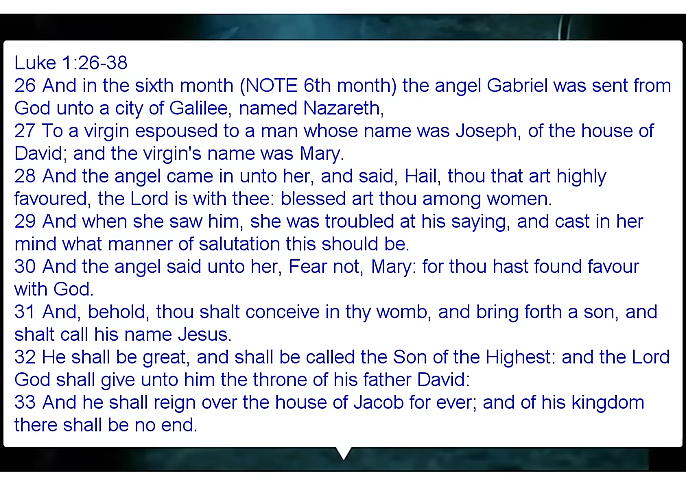 Luke 1:26-38
26 And in the sixth month (NOTE 6th month) the angel Gabriel was sent from
God unto a city of Galilee, named Nazareth,
27 To a virgin espoused to a man whose name was Joseph, of the house of
David; and the virgin's name was Mary.
28 And the angel came in unto her, and said, Hail, thou that art highly
favoured, the Lord is with thee: blessed art thou among women.
29 And when she saw him, she was troubled at his saying, and cast in her
mind what manner of salutation this should be.
30 And the angel said unto her, Fear not, Mary: for thou hast found favour
with God.
31 And, behold, thou shalt conceive in thy womb, and bring forth a son, and
shalt call his name Jesus.
32 He shall be great, and shall be called the Son of the Highest: and the Lord
God shall give unto him the throne of his father David:
33 And he shall reign over the house of Jacob for ever; and of his kingdom
there shall be no end.